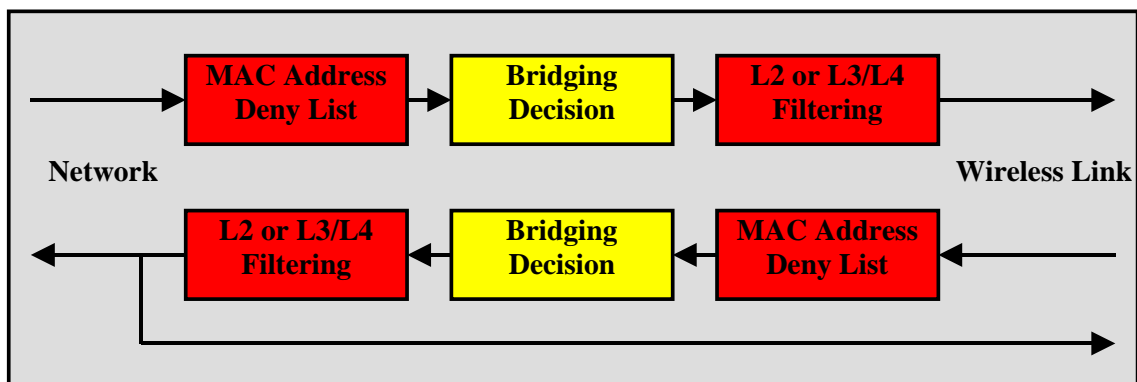 MAC Address
Deny List
Bridging
Decision
L2 or L3/L4
Filtering
Network
Wireless Link
L2 or L3/L4
Filtering
Bridging
Decision
MAC Address
Deny List